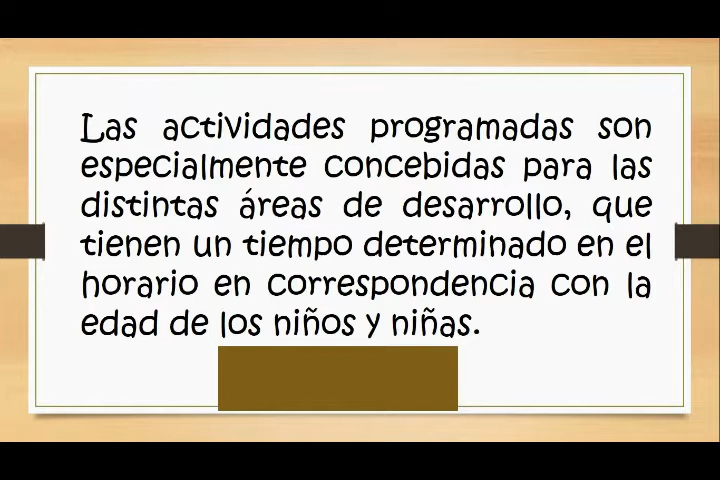 Las actividades programadas son
especialmente concebidas para las
distintas áreas de desarrollo, que
tienen un tiempo determinado en el
horario en correspondencia con la
edad de los niños y niñas.